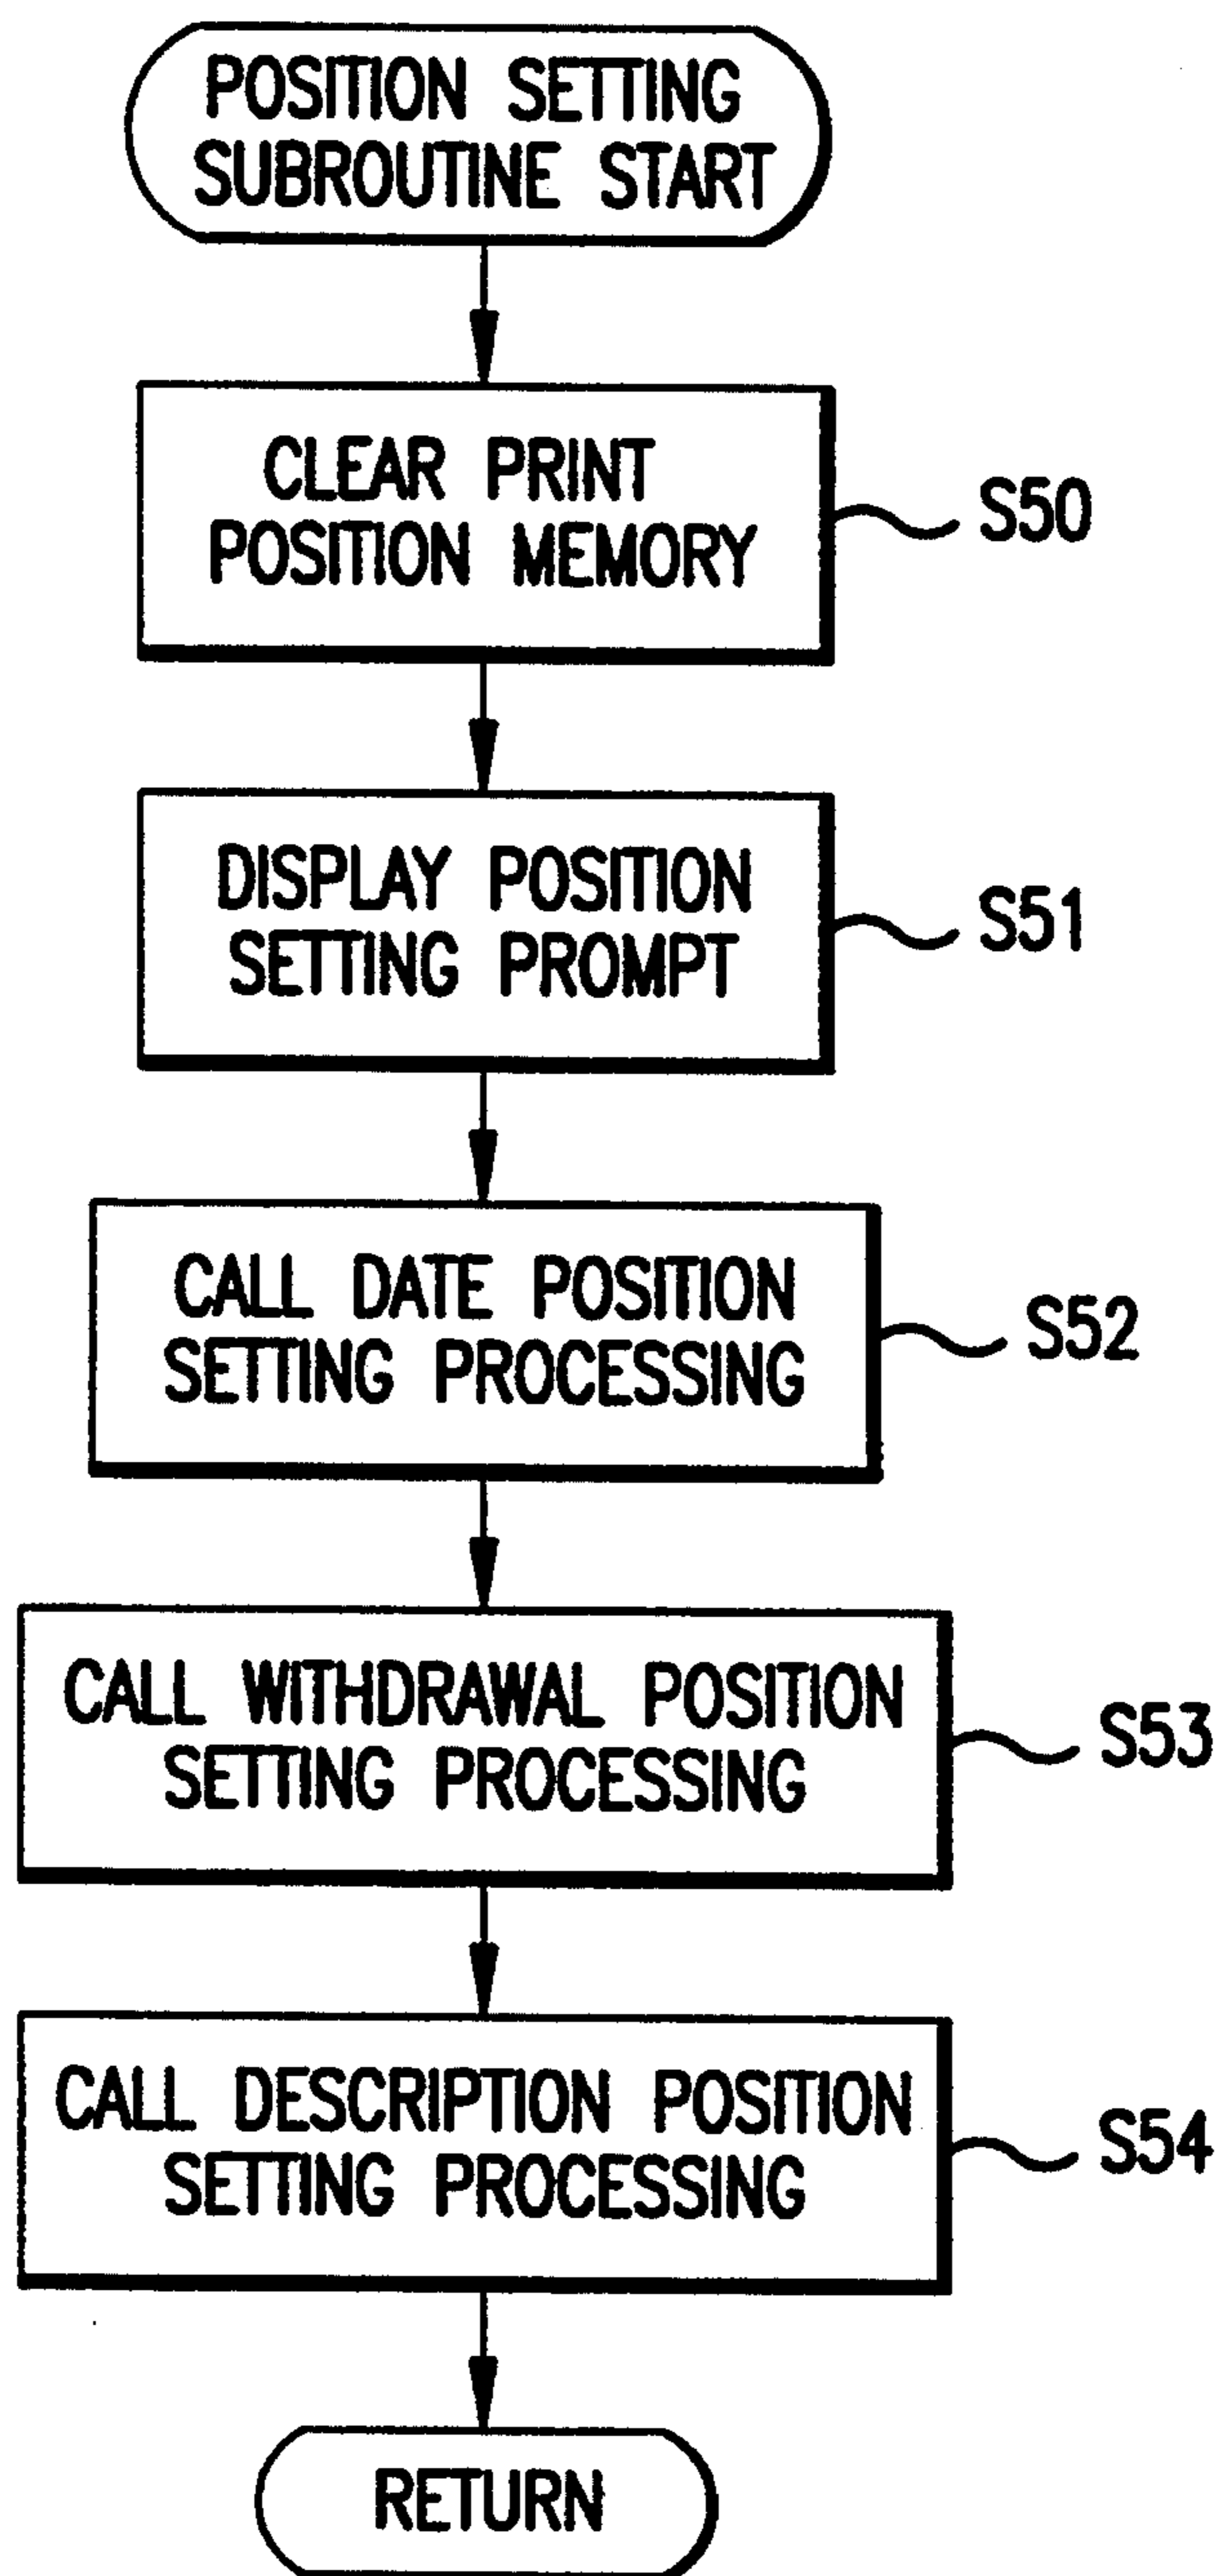 POSITION SETTING
SUBROUTINE START
CLEAR PRINT
POSITION MEMORY
S50
DISPLAY POSITION
SETTING PROMPT
S51
CALL DATE POSITION
SETTING PROCESSING
S52
CALL WITHDRAWAL POSITION
SETTING PROCESSING
S53
CALL DESCRIPTION POSITION
SETTING PROCESSING
S54
RETURN